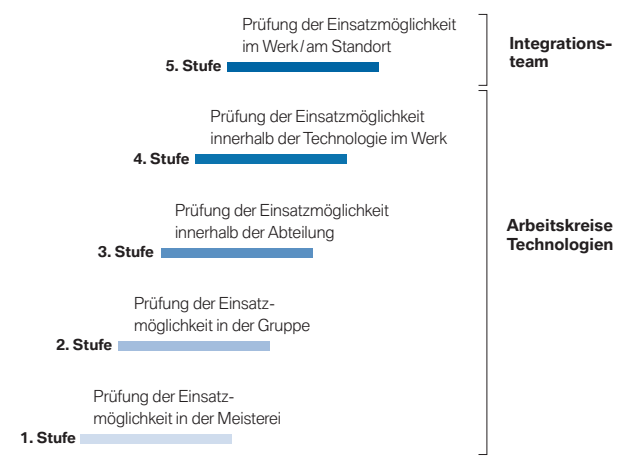 Prüfung der Einsatzmöglichkeit
im Werk/am Standort
5. Stufe
Integrations-
team
Prüfung der Einsatzmöglichkeit
innerhalb der Technologie im Werk
4. Stufe
Prüfung der Einsatzmöglichkeit
innerhalb der Abteilung
3. Stufe
Arbeitskreise
Technologien
Prüfung der Einsatz-
möglichkeit in der Gruppe
2. Stufe
Prüfung der Einsatz-
möglichkeit in der Meisterei
1. Stufe